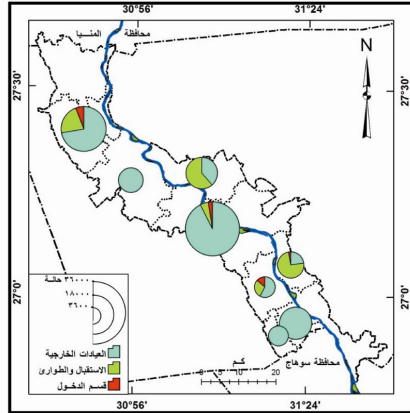 30'56 31'24
محافظة المنيا
N
27'30'
27'30'
27'0'
27'0'
٣٦٠٠٠ حالة
١٨٠٠٠
٣٦٠٠
العيادات الخارجية
الاستقبال والطوارئ
قسم الدخول
كم
0 5 10 20
محافظة سوهاج
30'56 31'24